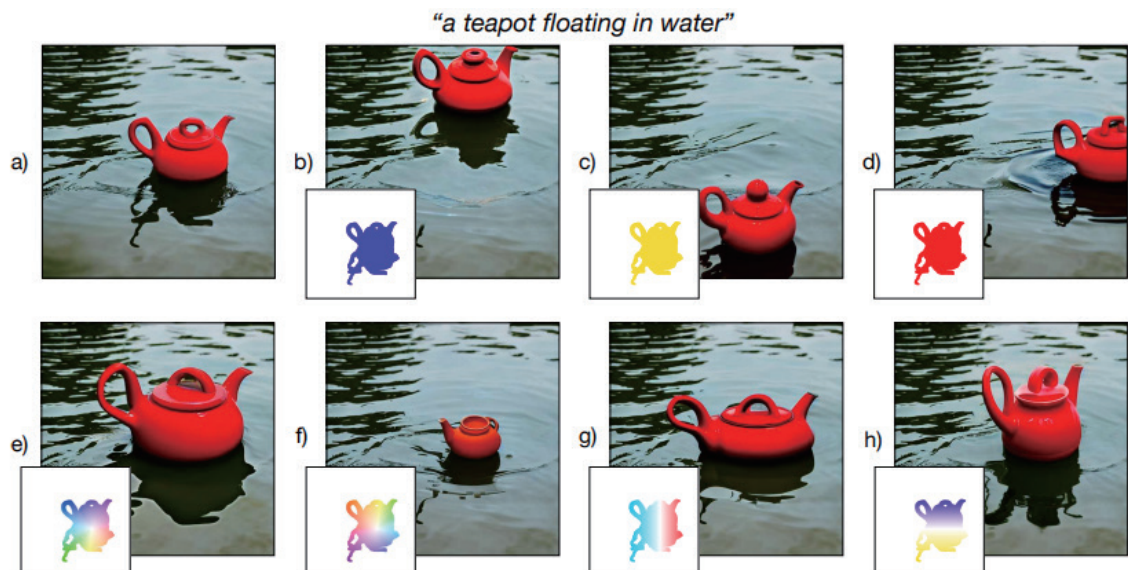 "a teapot floating in water"
a)
b)
c)
d)
e)
f)
g)
h)